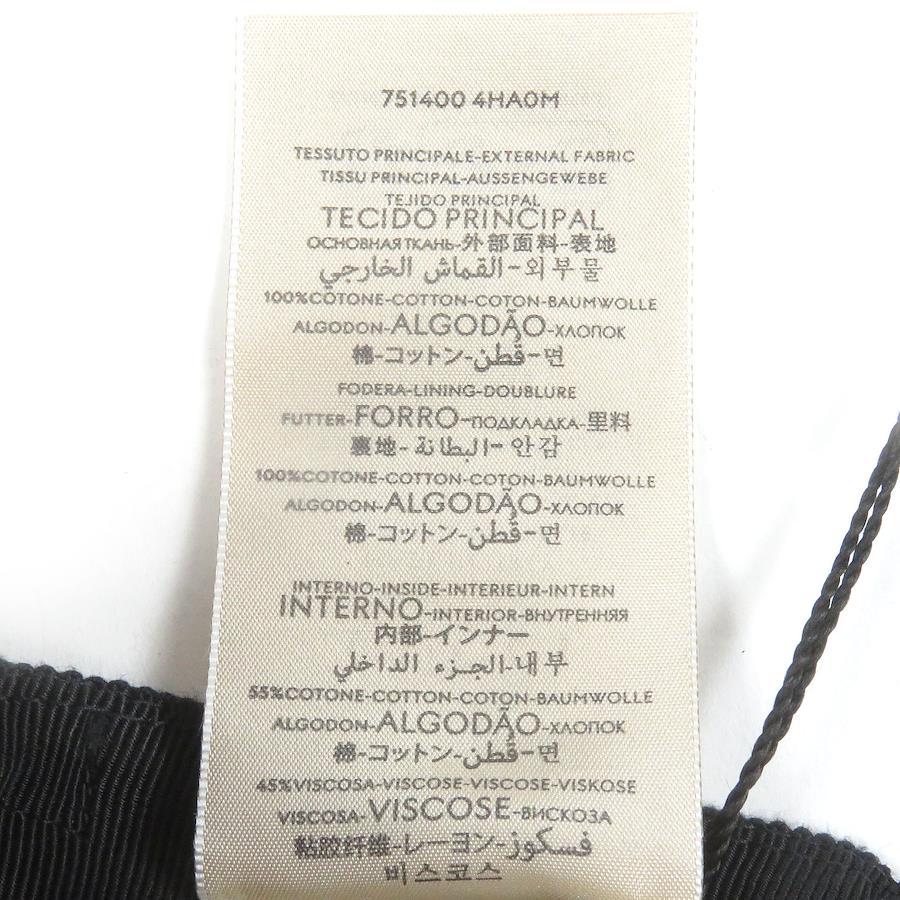 751400 4HA0M
TESSUTO PRINCIPALE-EXTERNAL FABRIC
TISSU PRINCIPAL-AUSSENGEWEBE
TEJIDO PRINCIPAL
TECIDO PRINCIPAL
ОСНОВНАЯ ТКАНЬ-外部面料-表地
القماش الخارجي-외부물
100%COTONE-COTTON-COTON-BAUMWOLLE
ALGODON-ALGODÃO-ХЛОПОК
棉-コットン-قُطن-면
FODERA-LINING-DOUBLURE
FUTTER-FORRO-ПОДКЛАДКА-里料
裏地-البطانة-안감
100%COTONE-COTTON-COTON-BAUMWOLLE
ALGODON-ALGODÃO-ХЛОПОК
棉-コットン-قُطن-면
INTERNO-INSIDE-INTERIEUR-INTERN
INTERNO-INTERIOR-ВНУТРЕННЯЯ
内部-インナー
الجزء الداخلي-내부
55%COTONE-COTTON-COTON-BAUMWOLLE
ALGODON-ALGODÃO-ХЛОПОК
棉-コットン-قُطن-면
45%VISCOSA-VISCOSE-VISCOSE-VISKOSE
VISCOSA-VISCOSE-ВИСКОЗА
粘胶纤维-レーヨン-فسكوز
비스코스